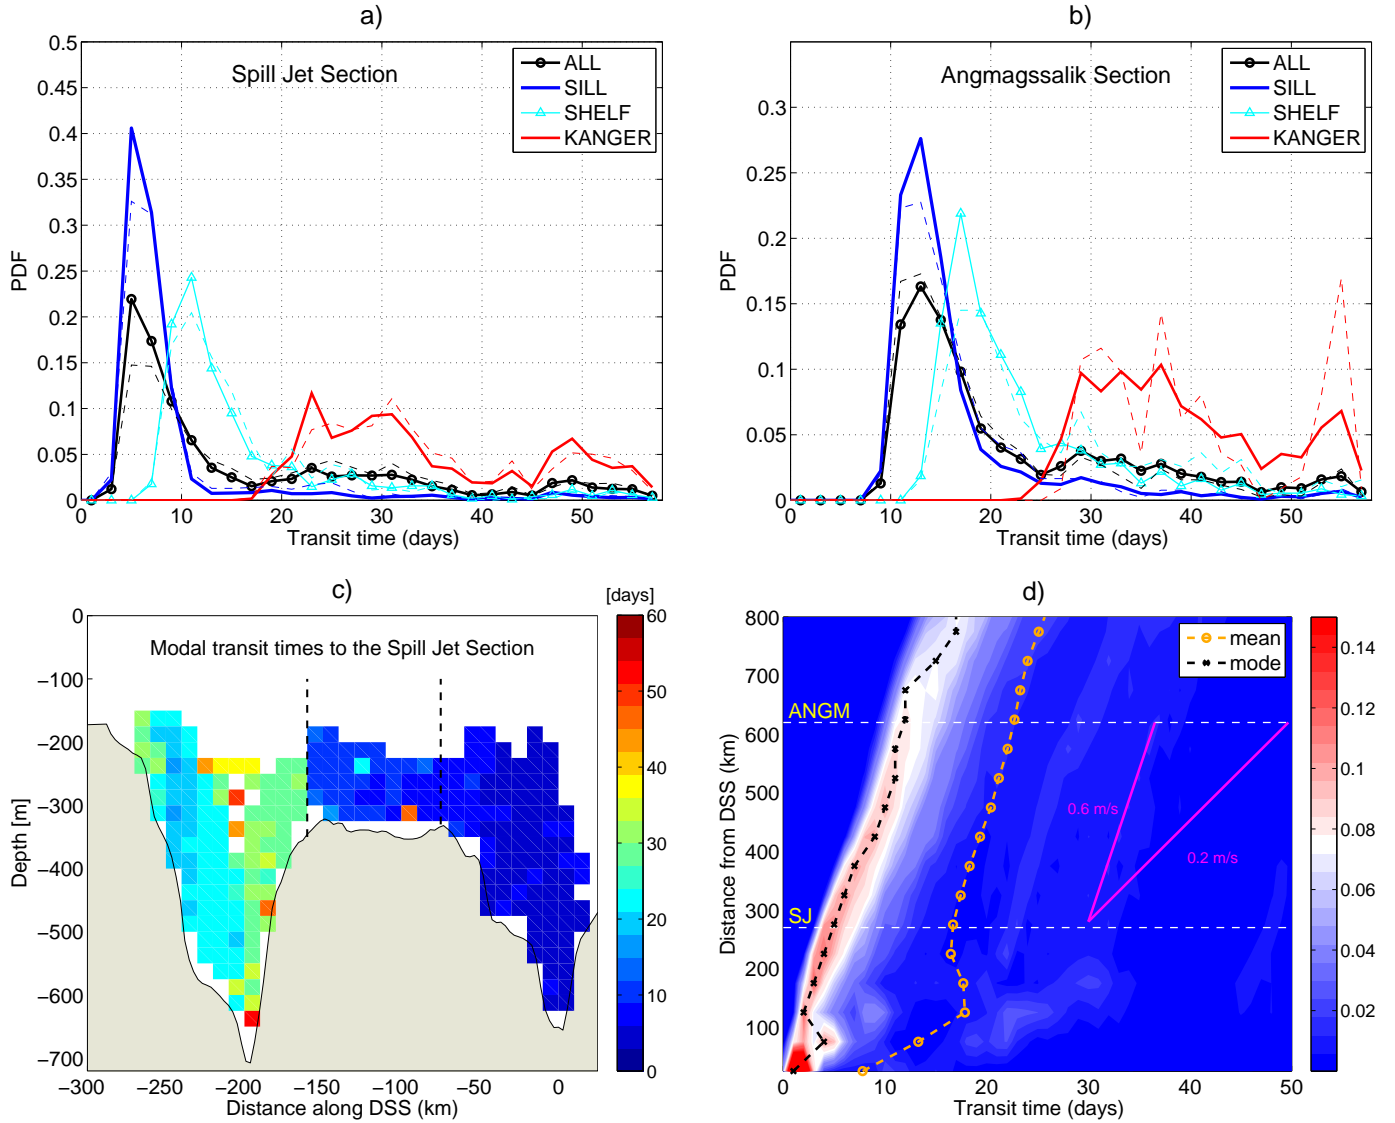 a)
Spill Jet Section
ALL
SILL
SHELF
KANGER
0.5
0.45
0.4
0.35
0.3
0.25
0.2
0.15
0.1
0.05
0
PDF
0 10 20 30 40 50
Transit time (days)
b)
Angmagssalik Section
ALL
SILL
SHELF
KANGER
0.3
0.25
0.2
0.15
0.1
0.05
0
PDF
0 10 20 30 40 50
Transit time (days)
c)
[days]
Modal transit times to the Spill Jet Section
0
−100
−200
−300
−400
−500
−600
−700
Depth [m]
−300 −250 −200 −150 −100 −50 0
Distance along DSS (km)
60
50
40
30
20
10
0
d)
mean
mode
ANGM
SJ
0.6 m/s
0.2 m/s
800
700
600
500
400
300
200
100
Distance from DSS (km)
0 10 20 30 40 50
Transit time (days)
0.14
0.12
0.1
0.08
0.06
0.04
0.02